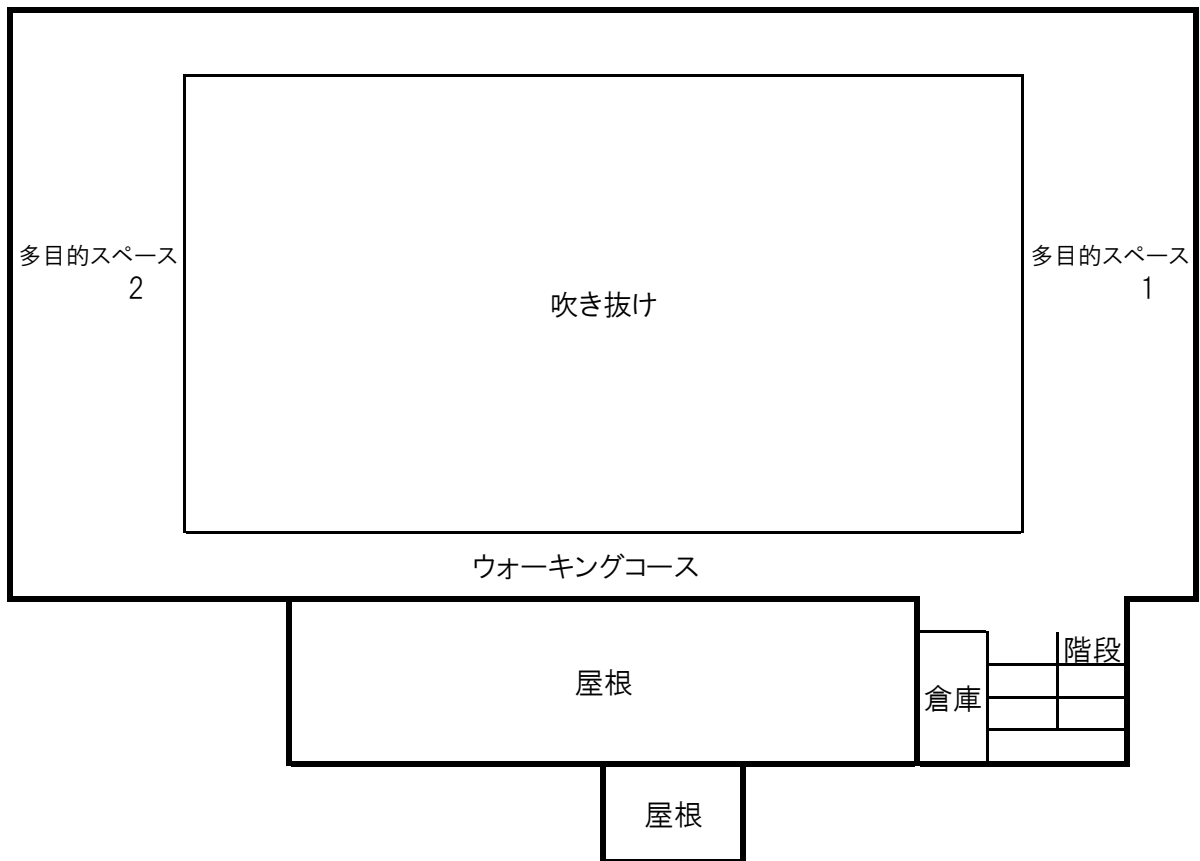 多目的スペース
2
吹き抜け
多目的スペース
1
ウォーキングコース
屋根
倉庫
階段
屋根